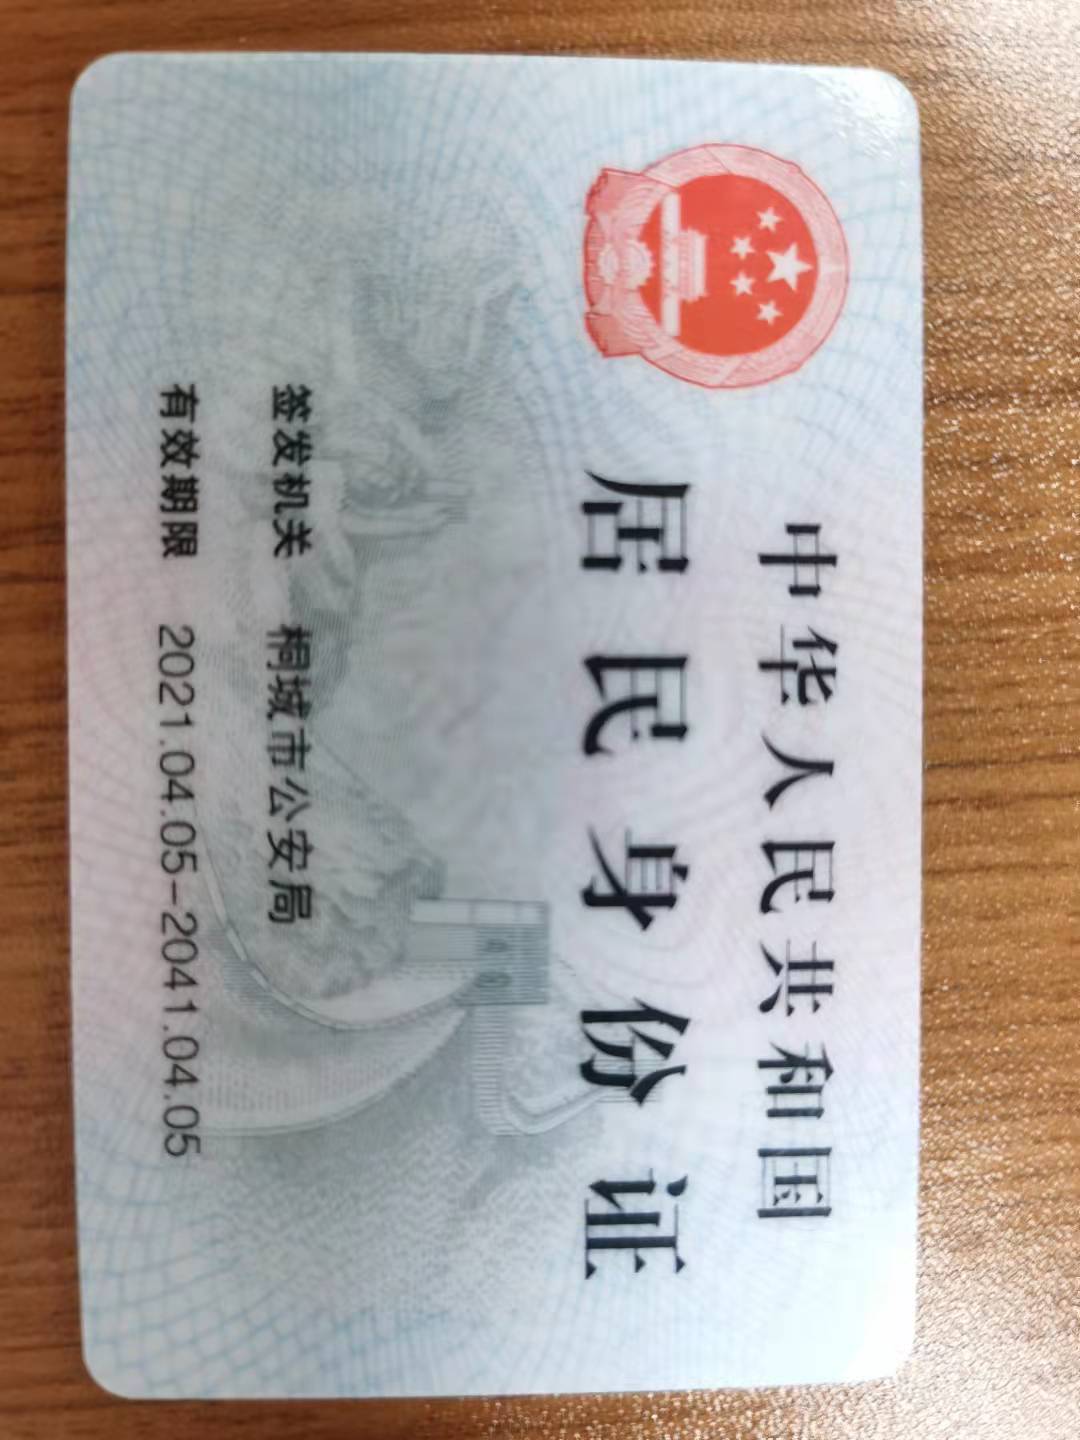 中华人民共和国
居民身份证
签发机关 桐城市公安局
有效期限 2021.04.05-2041.04.05